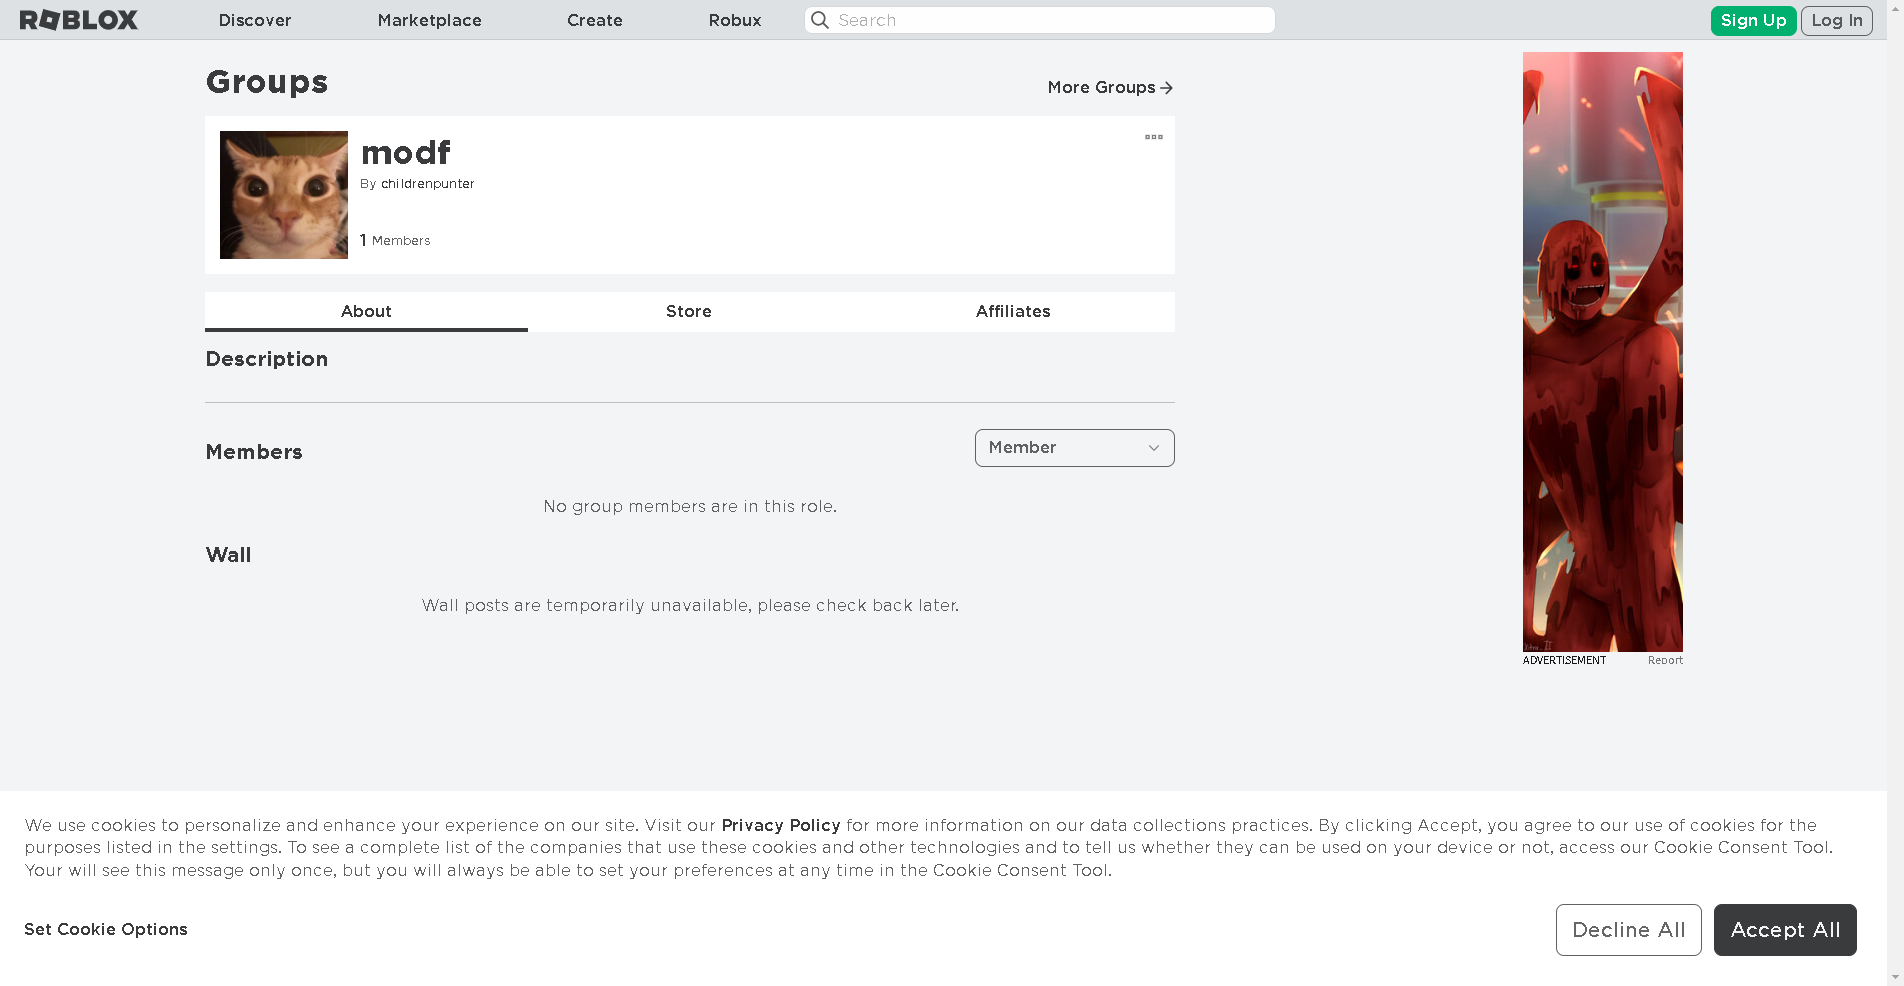 ROBLOX Discover Marketplace Create Robux Search Sign Up Log In
Groups
More Groups
modf
By childrenpunter
1 Members
About Store Affiliates
Description
Members
Member
No group members are in this role.
Wall
Wall posts are temporarily unavailable, please check back later.
ADVERTISEMENT Report
We use cookies to personalize and enhance your experience on our site. Visit our Privacy Policy for more information on our data collections practices. By clicking Accept, you agree to our use of cookies for the
purposes listed in the settings. To see a complete list of the companies that use these cookies and other technologies and to tell us whether they can be used on your device or not, access our Cookie Consent Tool.
Your will see this message only once, but you will always be able to set your preferences at any time in the Cookie Consent Tool.
Set Cookie Options
Decline All
Accept All